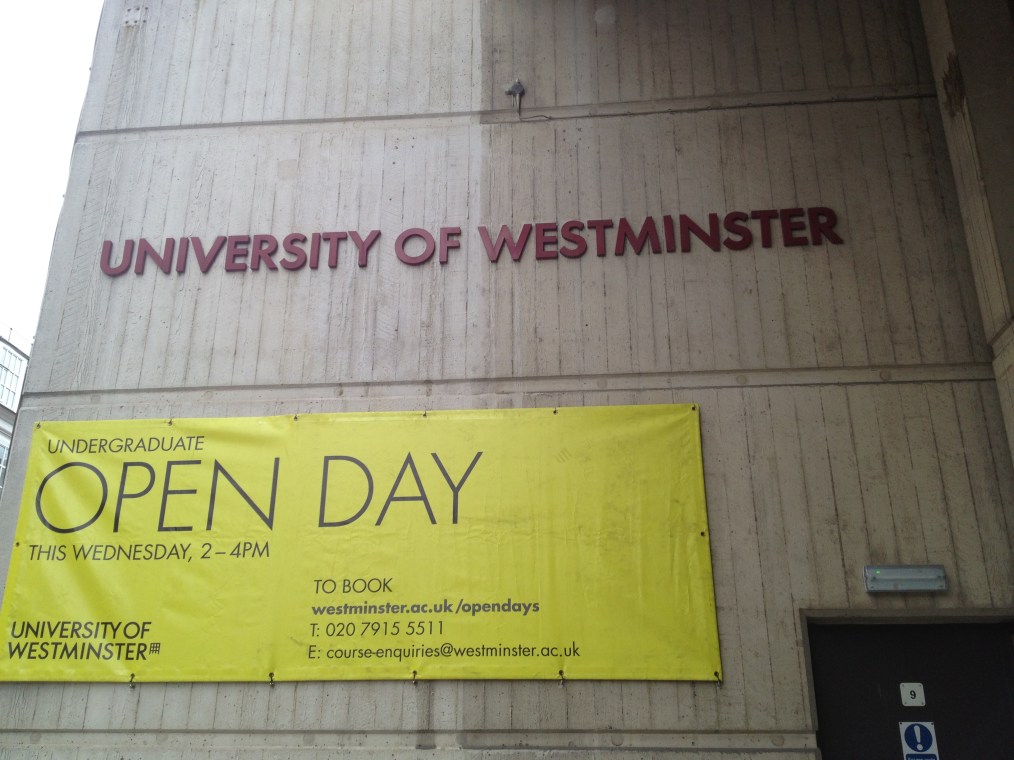 UNIVERSITY OF WESTMINSTER
UNDERGRADUATE
OPEN DAY
THIS WEDNESDAY, 2–4PM
TO BOOK
westminster.ac.uk/opendays
T: 020 7915 5511
E: course-enquiries@westminster.ac.uk
UNIVERSITY OF
WESTMINSTER
9